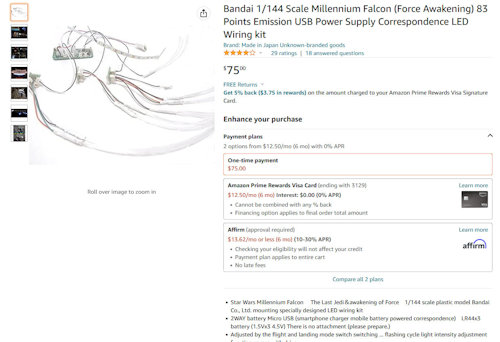 Bandai 1/144 Scale Millennium Falcon (Force Awakening) 83
Points Emission USB Power Supply Correspondence LED
Wiring kit
Brand: Made in Japan Unknown-branded goods
29 ratings | 18 answered questions
$7500
FREE Returns
Get 5% back ($3.75 in rewards) on the amount charged to your Amazon Prime Rewards Visa Signature
Card.
Enhance your purchase
Payment plans
2 options from $12.50/mo (6 mo) with 0% APR
One-time payment
$75.00
Amazon Prime Rewards Visa Card (ending with 3129)
Learn more
$12.50/mo (6 mo) Interest: $0.00 (0% APR)
• Cannot be combined with any % back
• Financing option applies to final order total amount
Affirm (approval required)
Learn more
$13.62/mo or less (6 mo) (10-30% APR)
• Checking your eligibility will not affect your credit
• Payment plan applies to entire cart
• No late fees
affirm
Compare all 2 plans
Roll over image to zoom in
• Star Wars Millennium Falcon The Last Jedi&awakening of Force 1/144 scale plastic model Bandai
Co., Ltd. mounting specially designed LED wiring kit
• 2WAY battery Micro USB (smartphone charger mobile battery powered correspondence) LR44x3
battery (1.5Vx3 4.5V) There is no attachment (please prepare.)
• Adjusted by the flight and landing mode switch switching ... flashing cycle light intensity adjustment